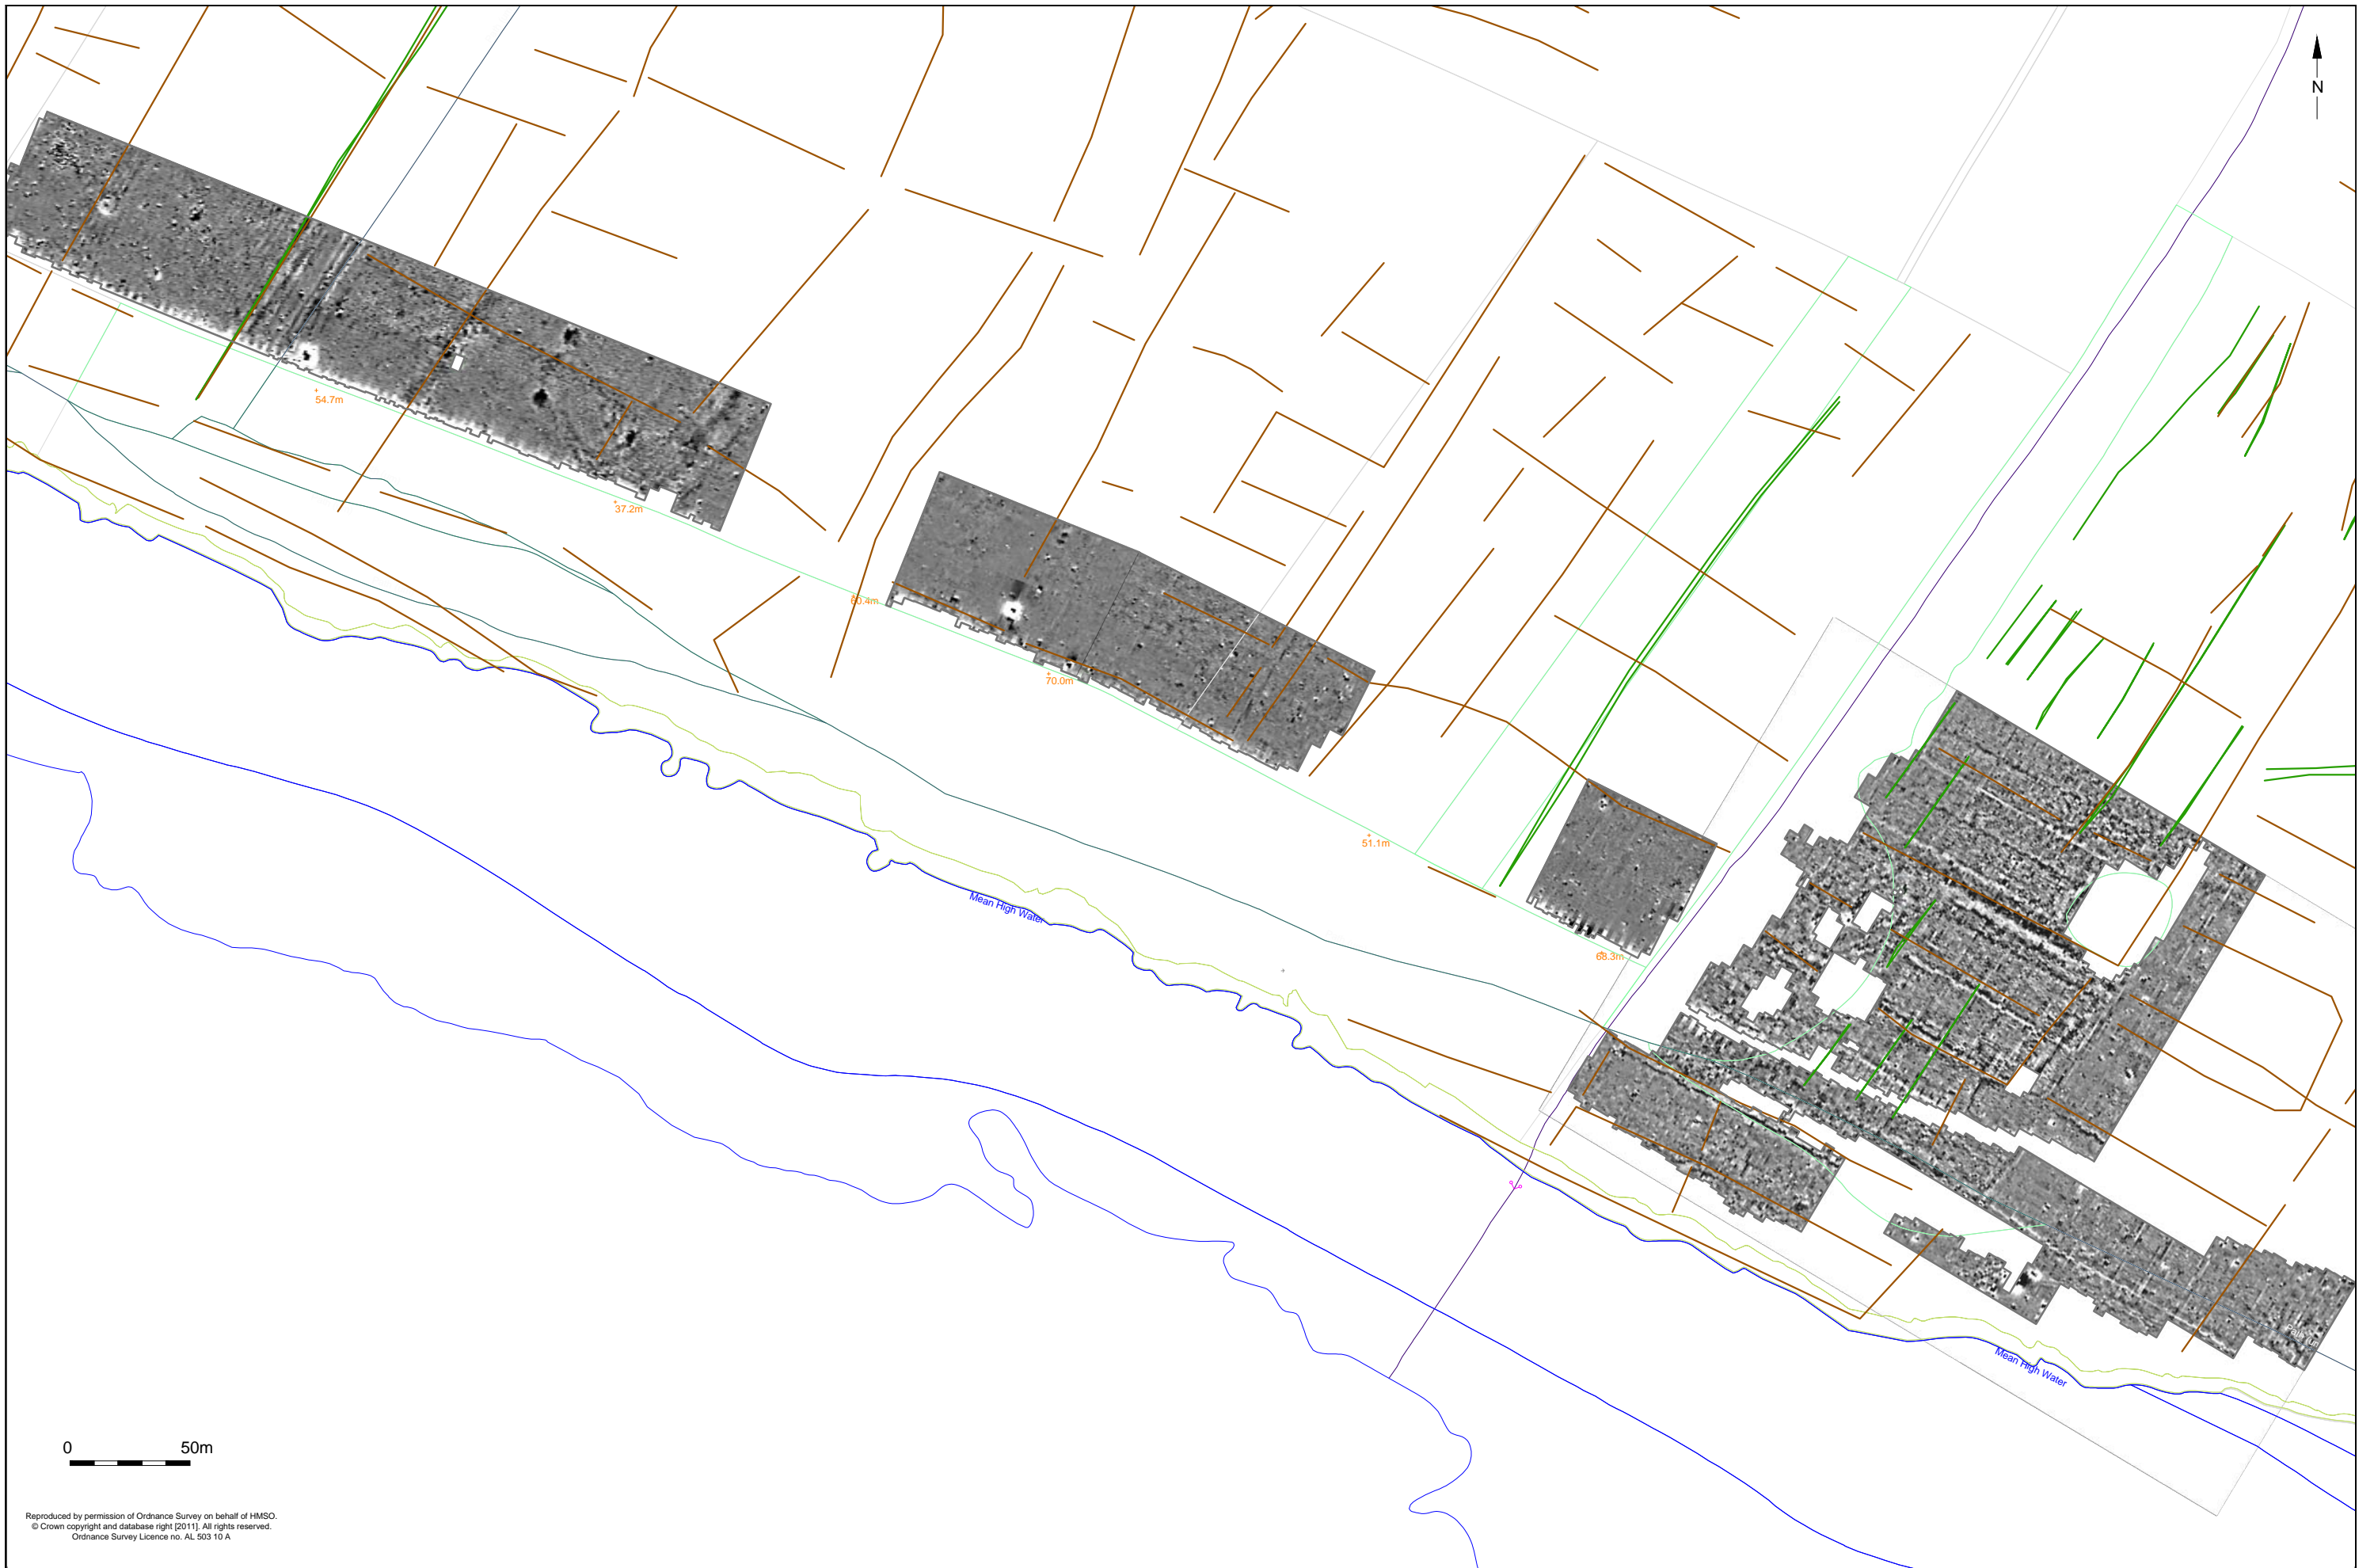 N
54.7m
37.2m
60.4m
70.0m
51.1m
Mean High Water
68.3m
Mean High Water
0 50m
Reproduced by permission of Ordnance Survey on behalf of HMSO.
© Crown copyright and database right [2011]. All rights reserved.
Ordnance Survey Licence no. AL 503 10 A